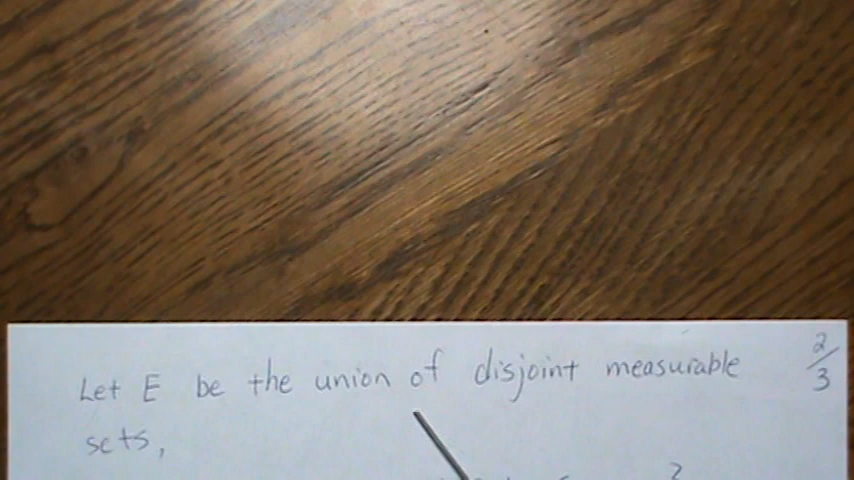 Let E be the union of disjoint measurable
sets,
2/3